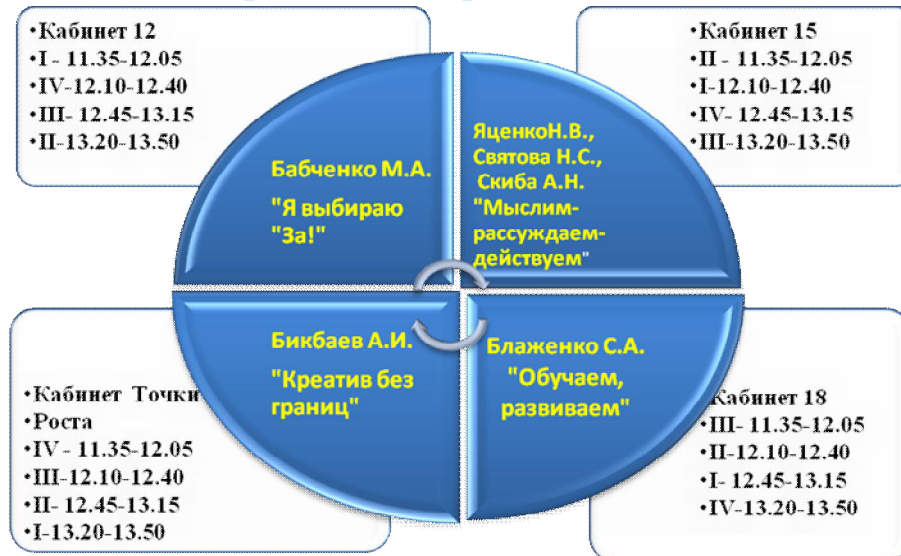 •Кабинет 12
•I - 11.35-12.05
•IV-12.10-12.40
•III- 12.45-13.15
•II-13.20-13.50
•Кабинет 15
•II - 11.35-12.05
•I-12.10-12.40
•IV- 12.45-13.15
•III-13.20-13.50
Бабченко М.А.
"Я выбираю
"За!"
ЯценкоН.В.,
Святова Н.С.,
Скиба А.Н.
"Мыслим-
рассуждаем-
действуем"
Бикбаев А.И.
"Креатив без
границ"
Блаженко С.А.
"Обучаем,
развиваем"
•Кабинет Точки
•Роста
•IV - 11.35-12.05
•III-12.10-12.40
•II- 12.45-13.15
•I-13.20-13.50
Кабинет 18
•III- 11.35-12.05
•II-12.10-12.40
•I- 12.45-13.15
•IV-13.20-13.50